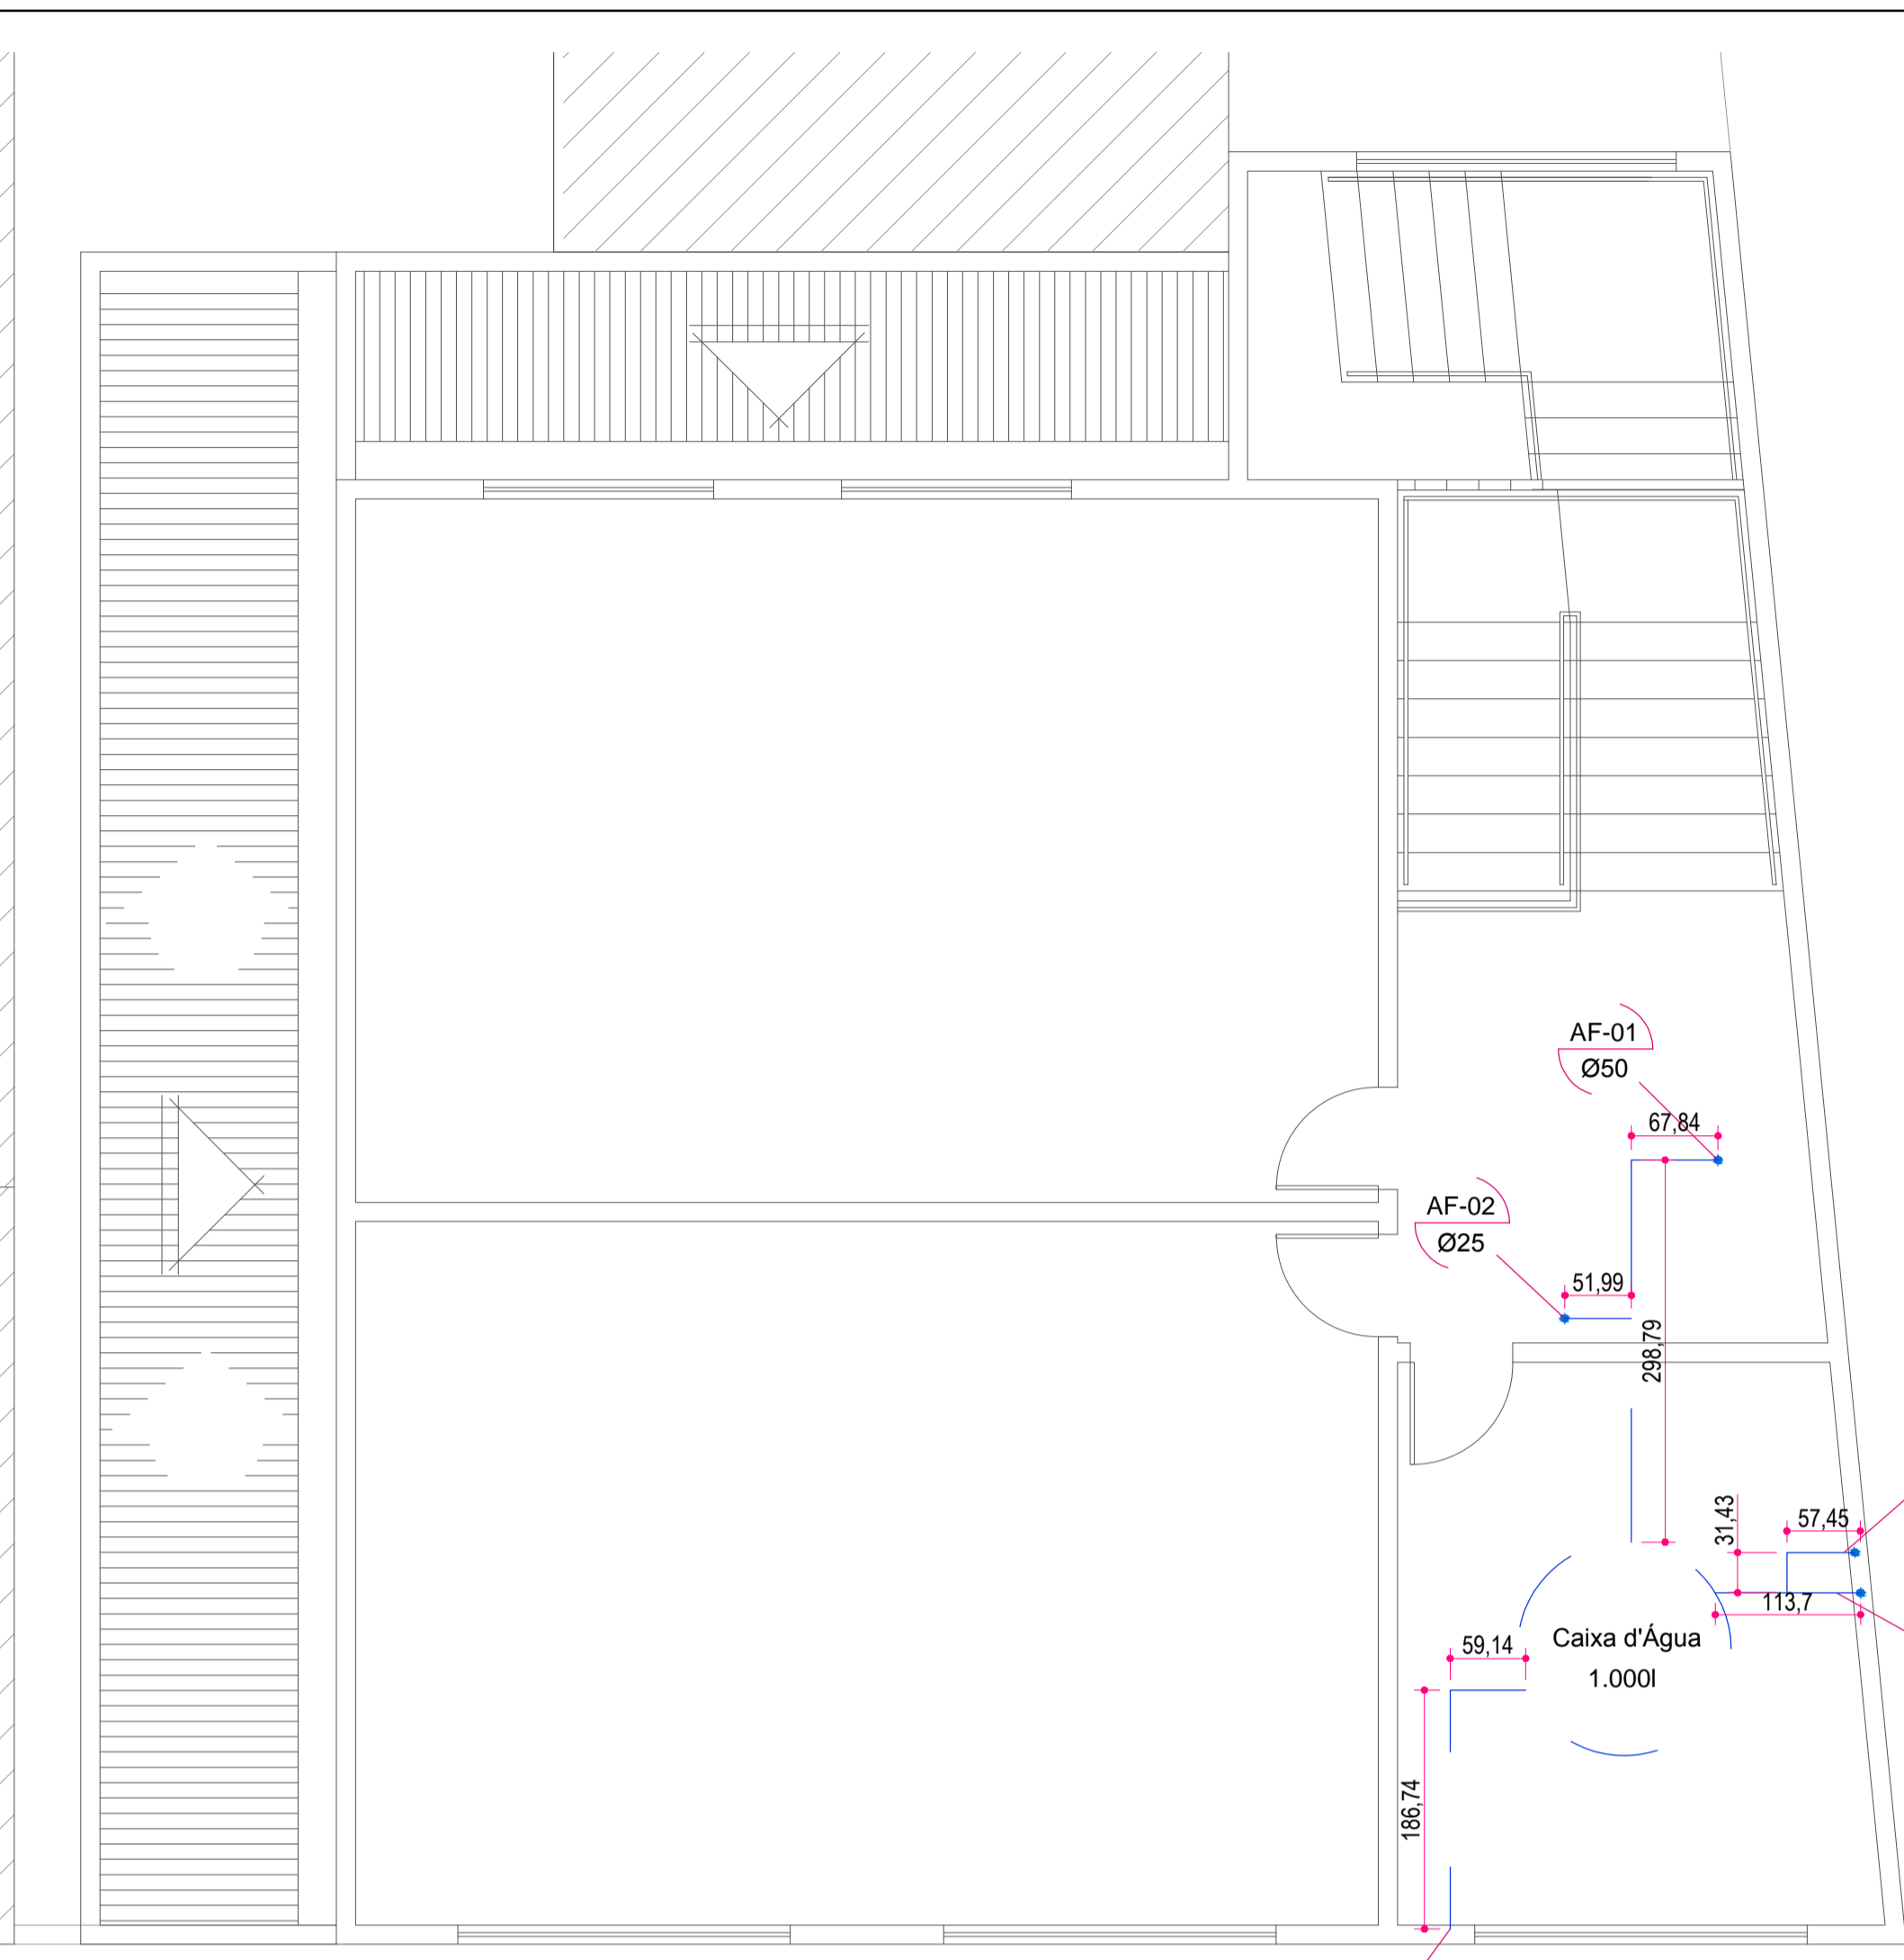 AF-01
Ø50
67,84
AF-02
Ø25
51,99
298,79
31,43
57,45
113,7
59,14
Caixa d'Água
1.000l
186,74